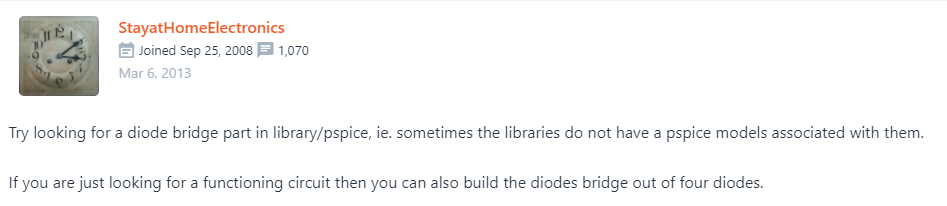 StayatHomeElectronics
Joined Sep 25, 2008 1,070
Mar 6, 2013
Try looking for a diode bridge part in library/pspice, ie. sometimes the libraries do not have a pspice models associated with them.
If you are just looking for a functioning circuit then you can also build the diodes bridge out of four diodes.